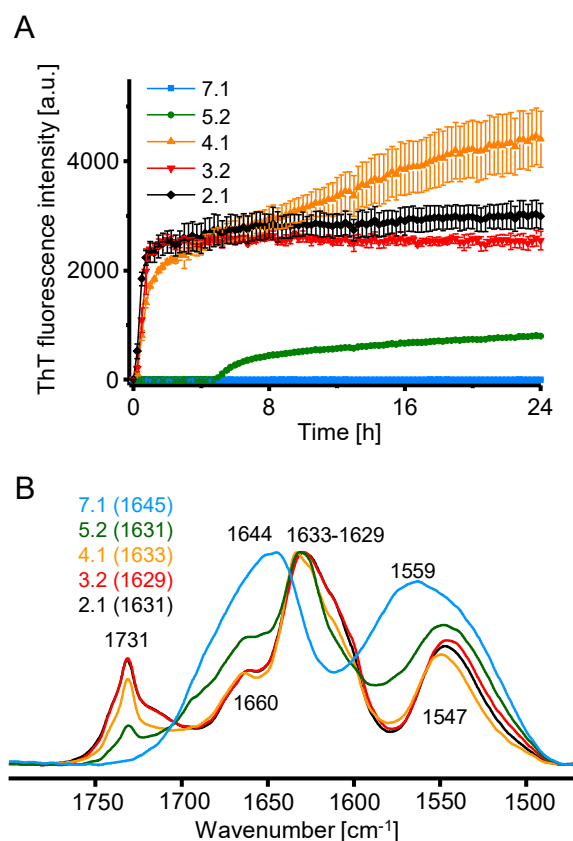 A
ThT fluorescence intensity [a.u.]
4000
2000
0
7.1
5.2
4.1
3.2
2.1
0 8 16 24
Time [h]
B
7.1 (1645)
5.2 (1631)
4.1 (1633)
3.2 (1629)
2.1 (1631)
1644
1633-1629
1559
1731
1660
1547
1750 1700 1650 1600 1550 1500
Wavenumber [cm⁻¹]